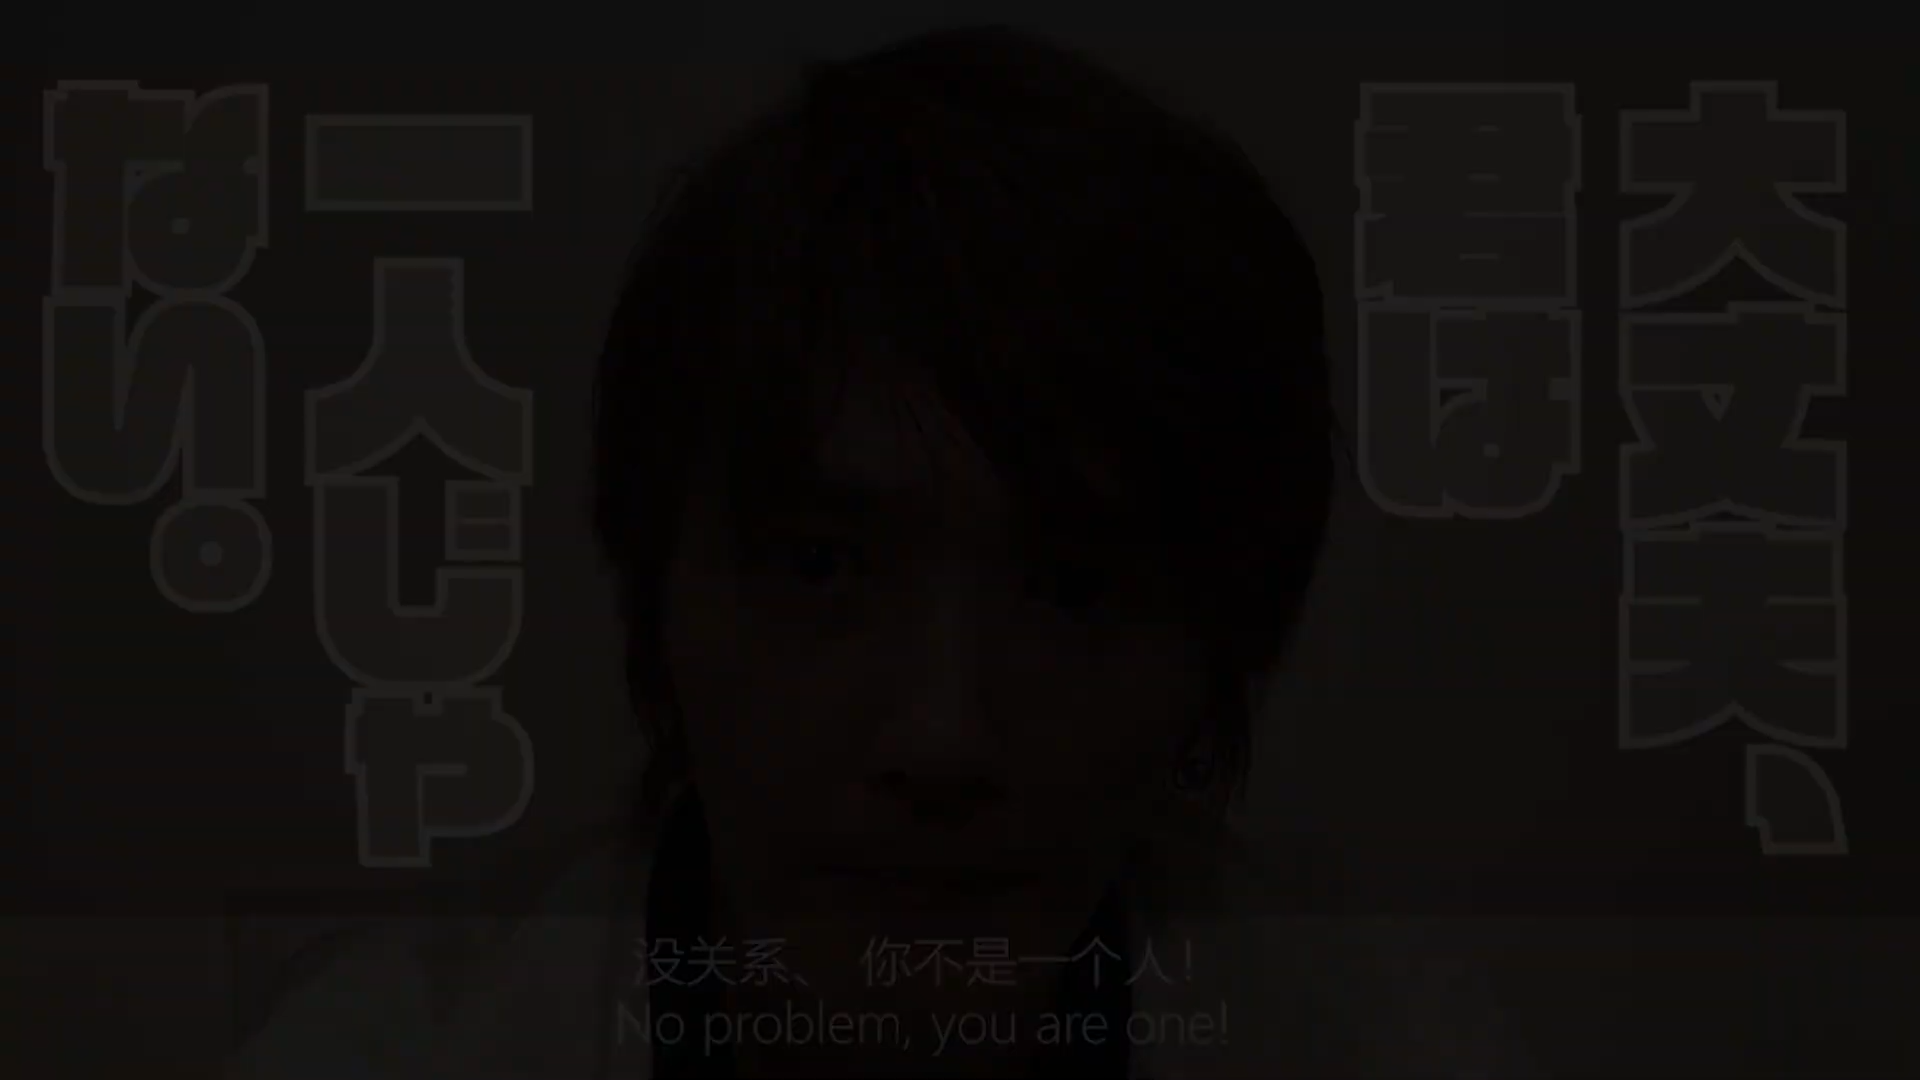 大丈夫、
君は
一人じゃ
ない。
没关系、 你不是一个人！
No problem, you are one!